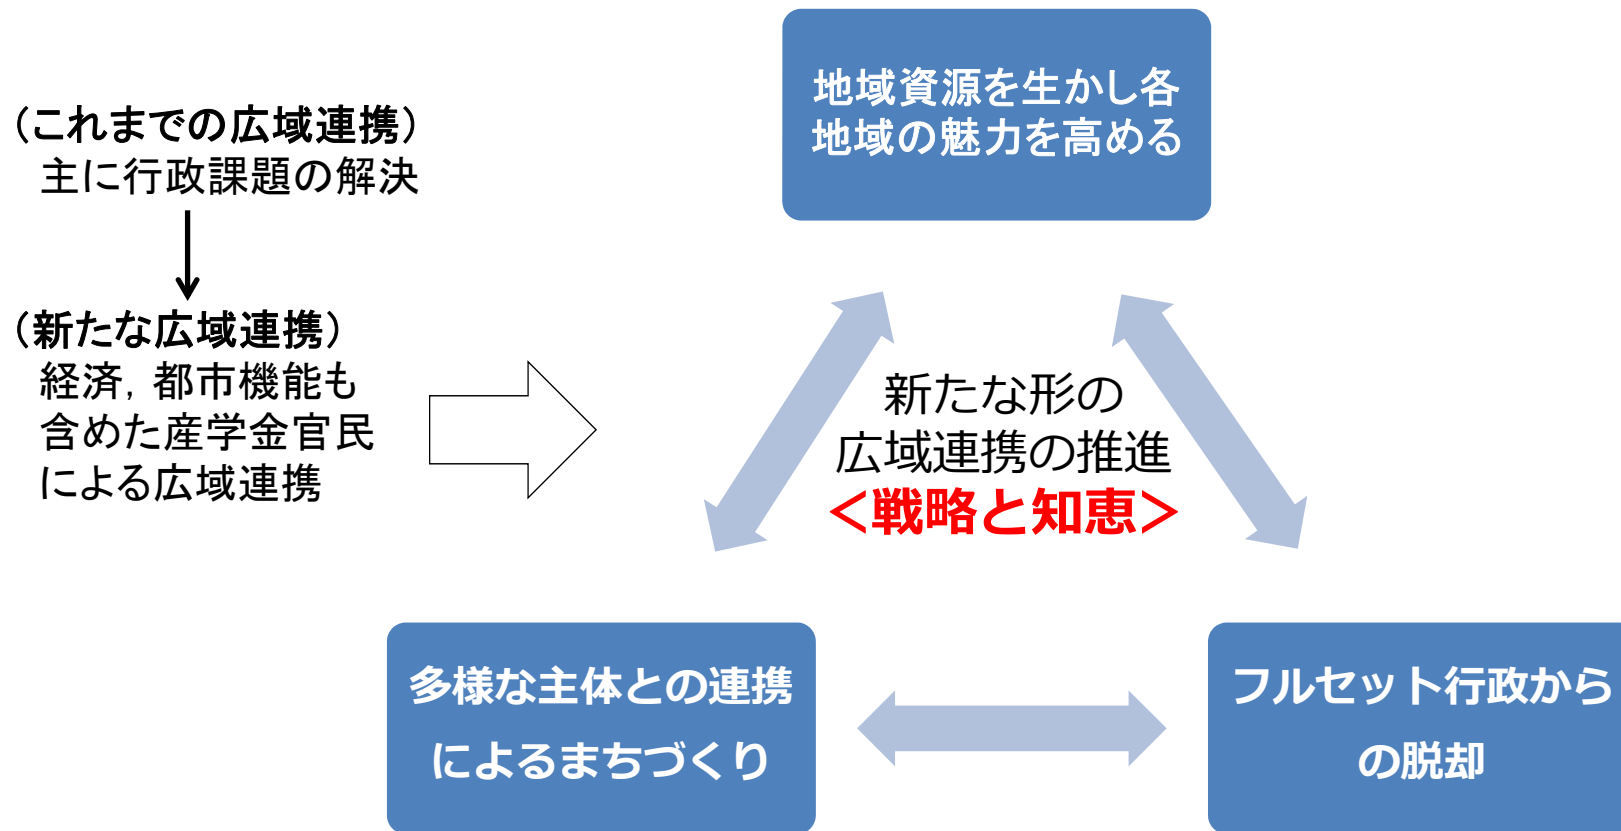 （これまでの広域連携）
主に行政課題の解決
（新たな広域連携）
経済，都市機能も
含めた産学金官民
による広域連携
地域資源を生かし各
地域の魅力を高める
新たな形の
広域連携の推進
＜戦略と知恵＞
多様な主体との連携
によるまちづくり
フルセット行政から
の脱却